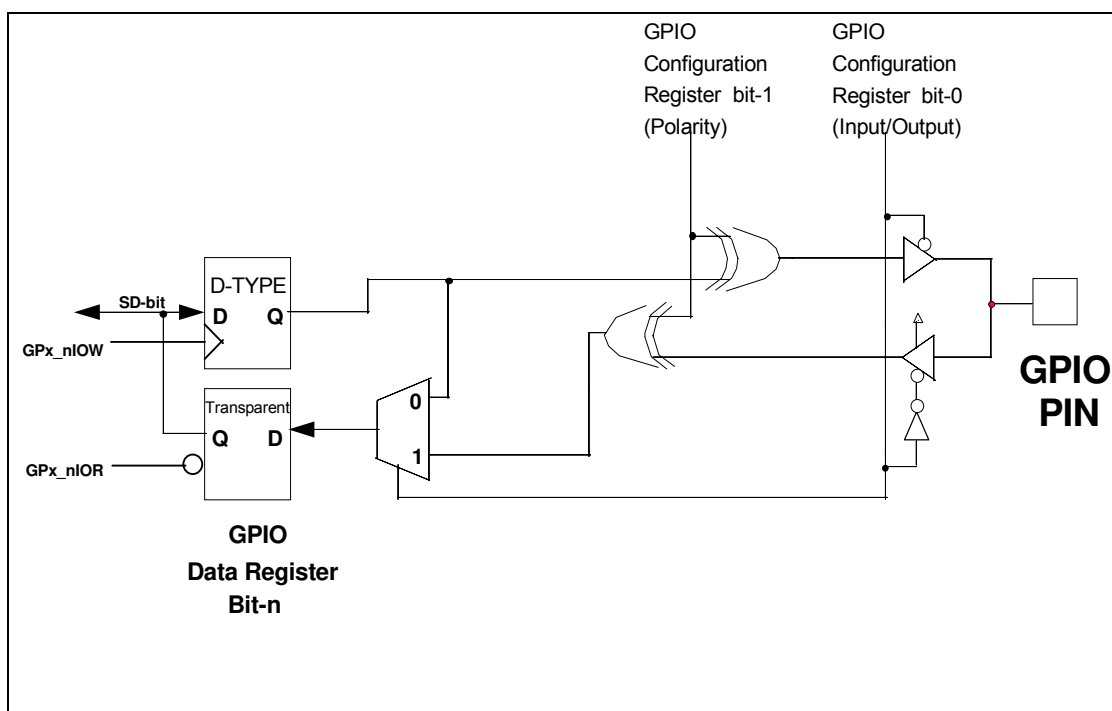 GPIO
Configuration
Register bit-1
(Polarity)
GPIO
Configuration
Register bit-0
(Input/Output)
D-TYPE
SD-bit
D
Q
GPx_nIOW
Transparent
Q
D
0
1
GPx_nIOR
GPIO
Data Register
Bit-n
GPIO
PIN